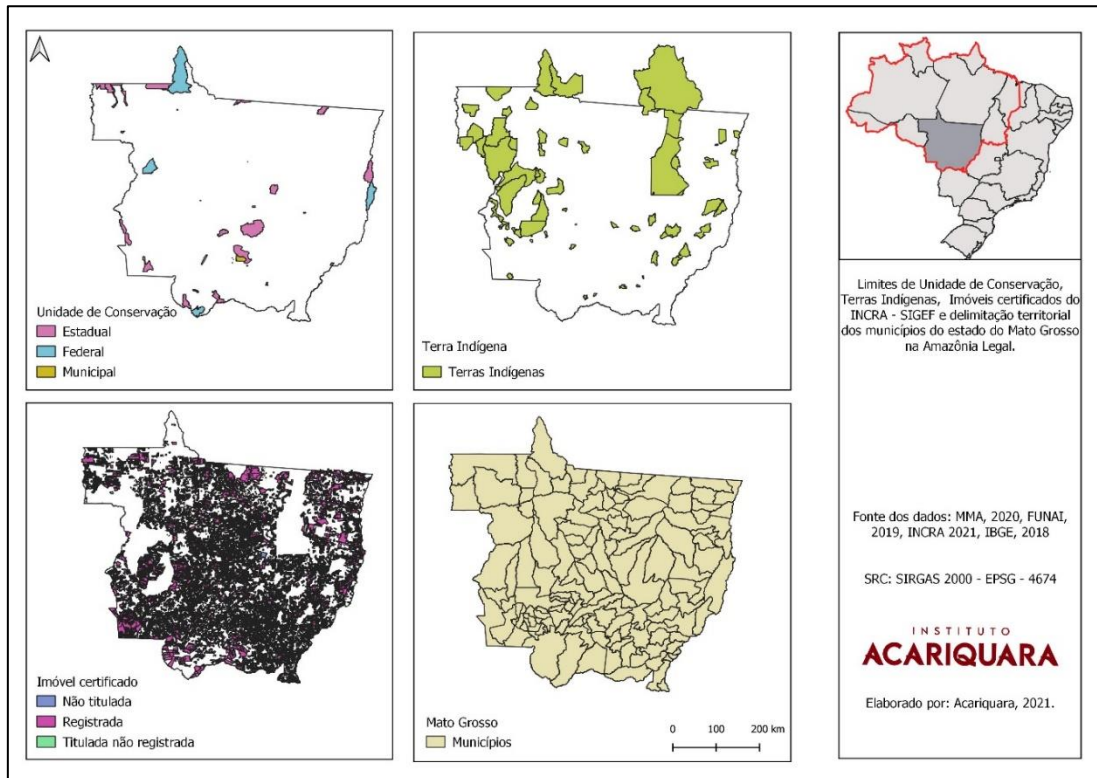 Unidade de Conservação
Estadual
Federal
Municipal
Terra Indígena
Terras Indígenas
Imóvel certificado
Não titulada
Registrada
Titulada não registrada
Mato Grosso
Municípios
0 100 200 km
Limites de Unidade de Conservação,
Terras Indígenas, Imóveis certificados do
INCRA - SIGEF e delimitação territorial
dos municípios do estado do Mato Grosso
na Amazônia Legal.
Fonte dos dados: MMA, 2020, FUNAI,
2019, INCRA 2021, IBGE, 2018
SRC: SIRGAS 2000 - EPSG - 4674
INSTITUTO
ACARIQUARA
Elaborado por: Acariquara, 2021.